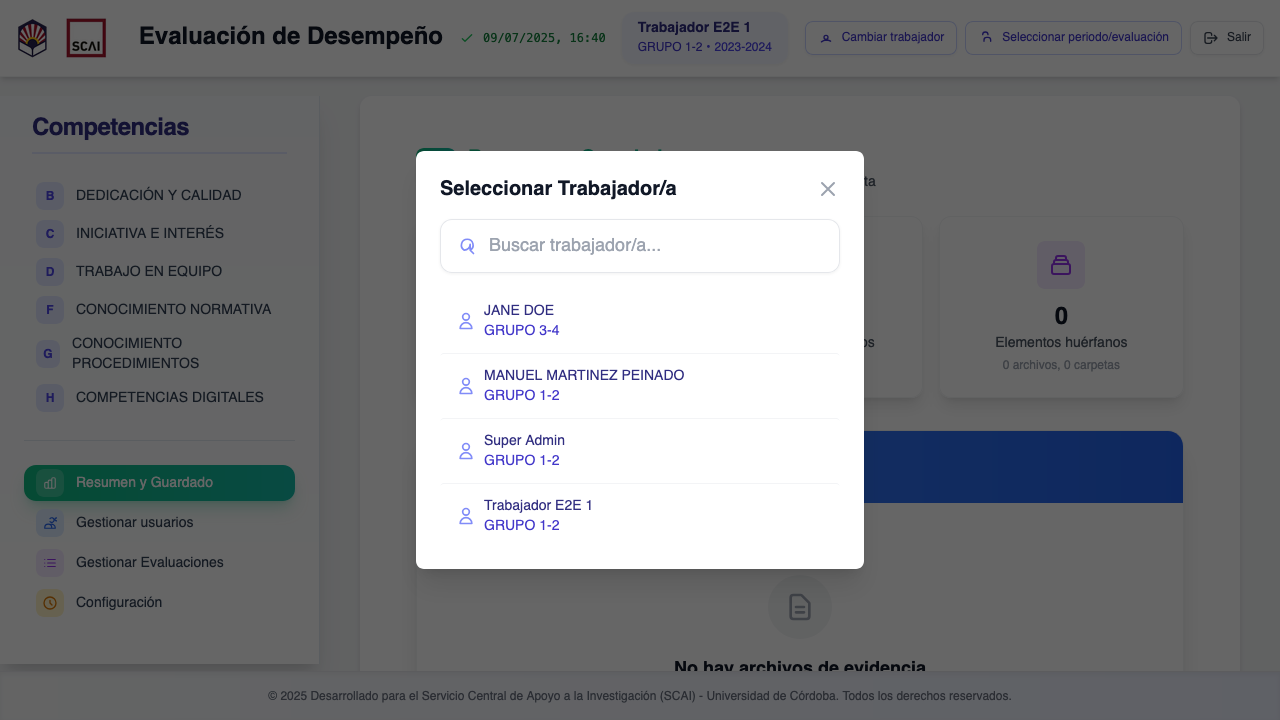 SCAI
Evaluación de Desempeño
09/07/2025, 16:40
Trabajador E2E 1
GRUPO 1-2 • 2023-2024
Cambiar trabajador
Seleccionar periodo/evaluación
Salir
Competencias
B DEDICACIÓN Y CALIDAD
C INICIATIVA E INTERÉS
D TRABAJO EN EQUIPO
F CONOCIMIENTO NORMATIVA
G CONOCIMIENTO
PROCEDIMIENTOS
H COMPETENCIAS DIGITALES
Resumen y Guardado
Gestionar usuarios
Gestionar Evaluaciones
Configuración
Seleccionar Trabajador/a
Buscar trabajador/a...
JANE DOE
GRUPO 3-4
MANUEL MARTINEZ PEINADO
GRUPO 1-2
Super Admin
GRUPO 1-2
Trabajador E2E 1
GRUPO 1-2
0
Elementos huérfanos
0 archivos, 0 carpetas
No hay archivos de evidencia
© 2025 Desarrollado para el Servicio Central de Apoyo a la Investigación (SCAI) - Universidad de Córdoba. Todos los derechos reservados.